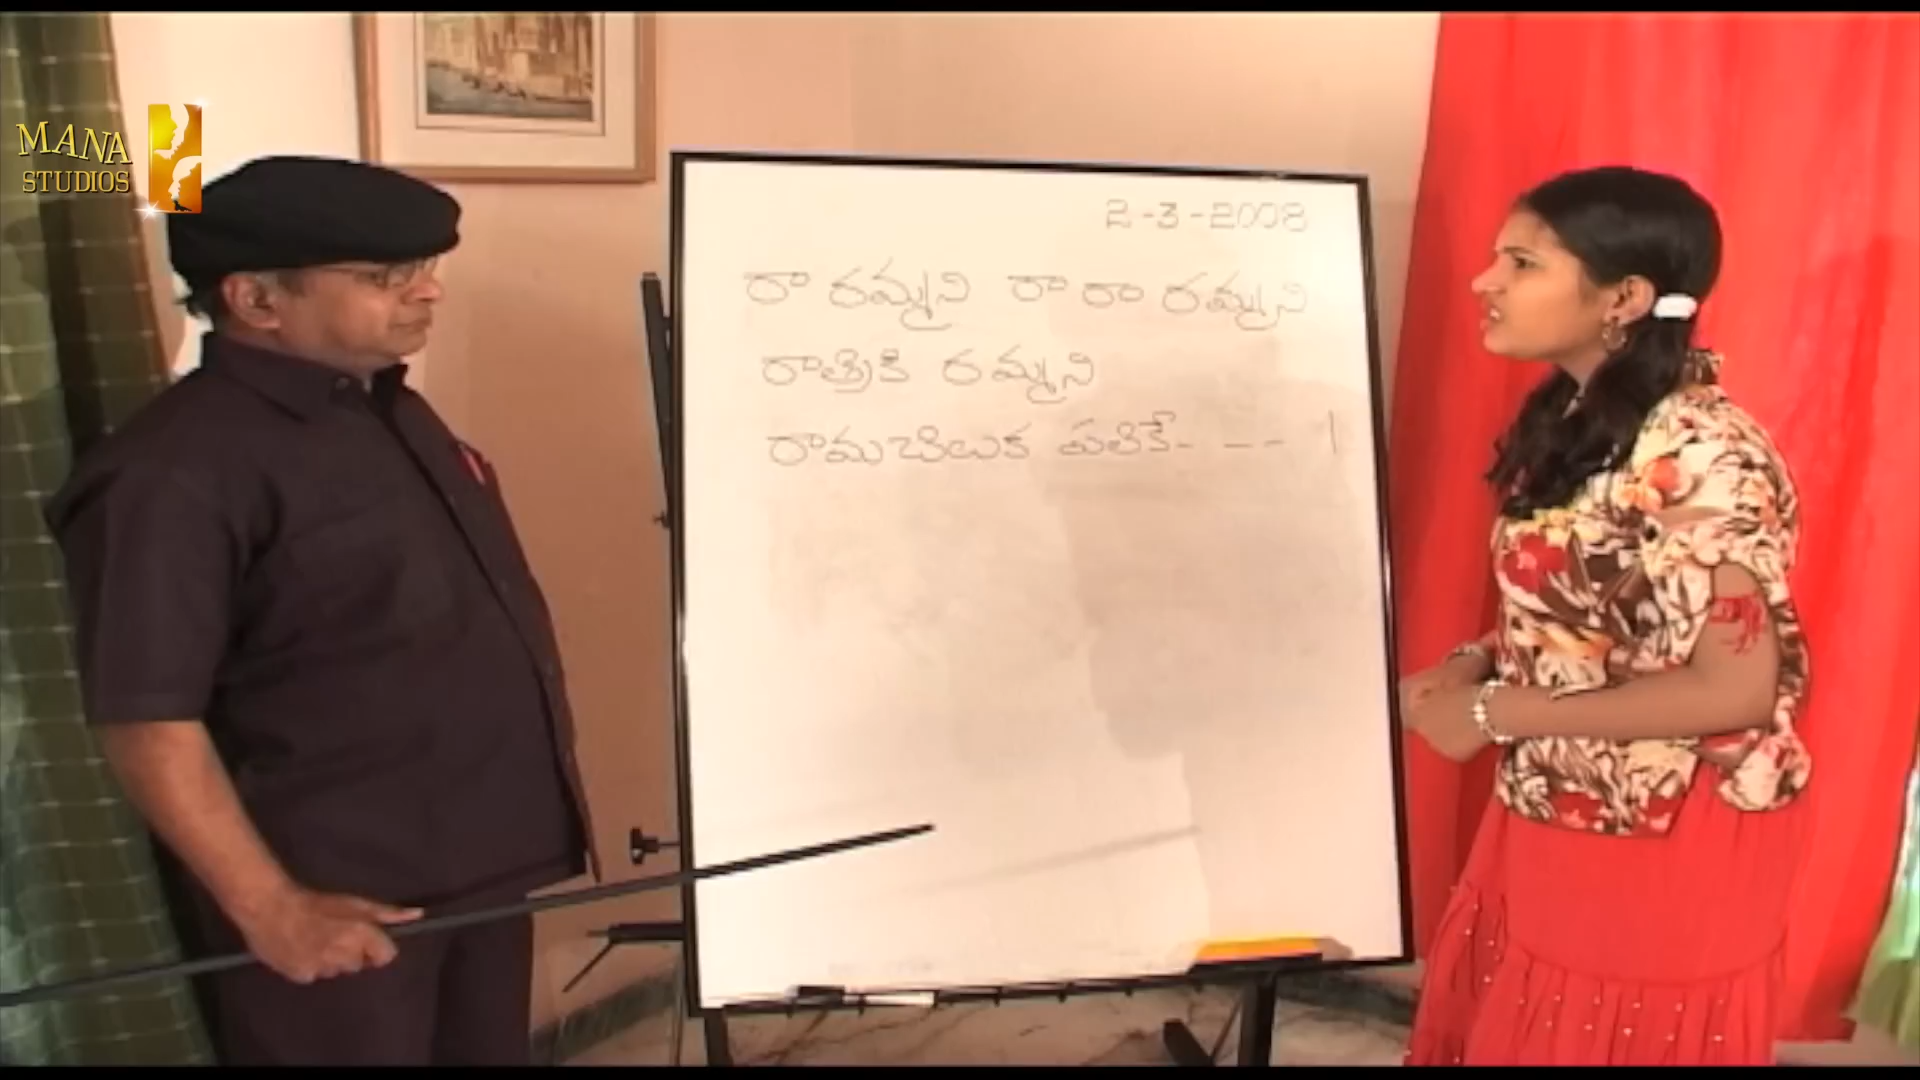 MANA
STUDIOS
2-3-2008
రా రమ్మని రా రా రమ్మని
రాత్రికి రమ్మని
రామచిలుక పలికే- -- |